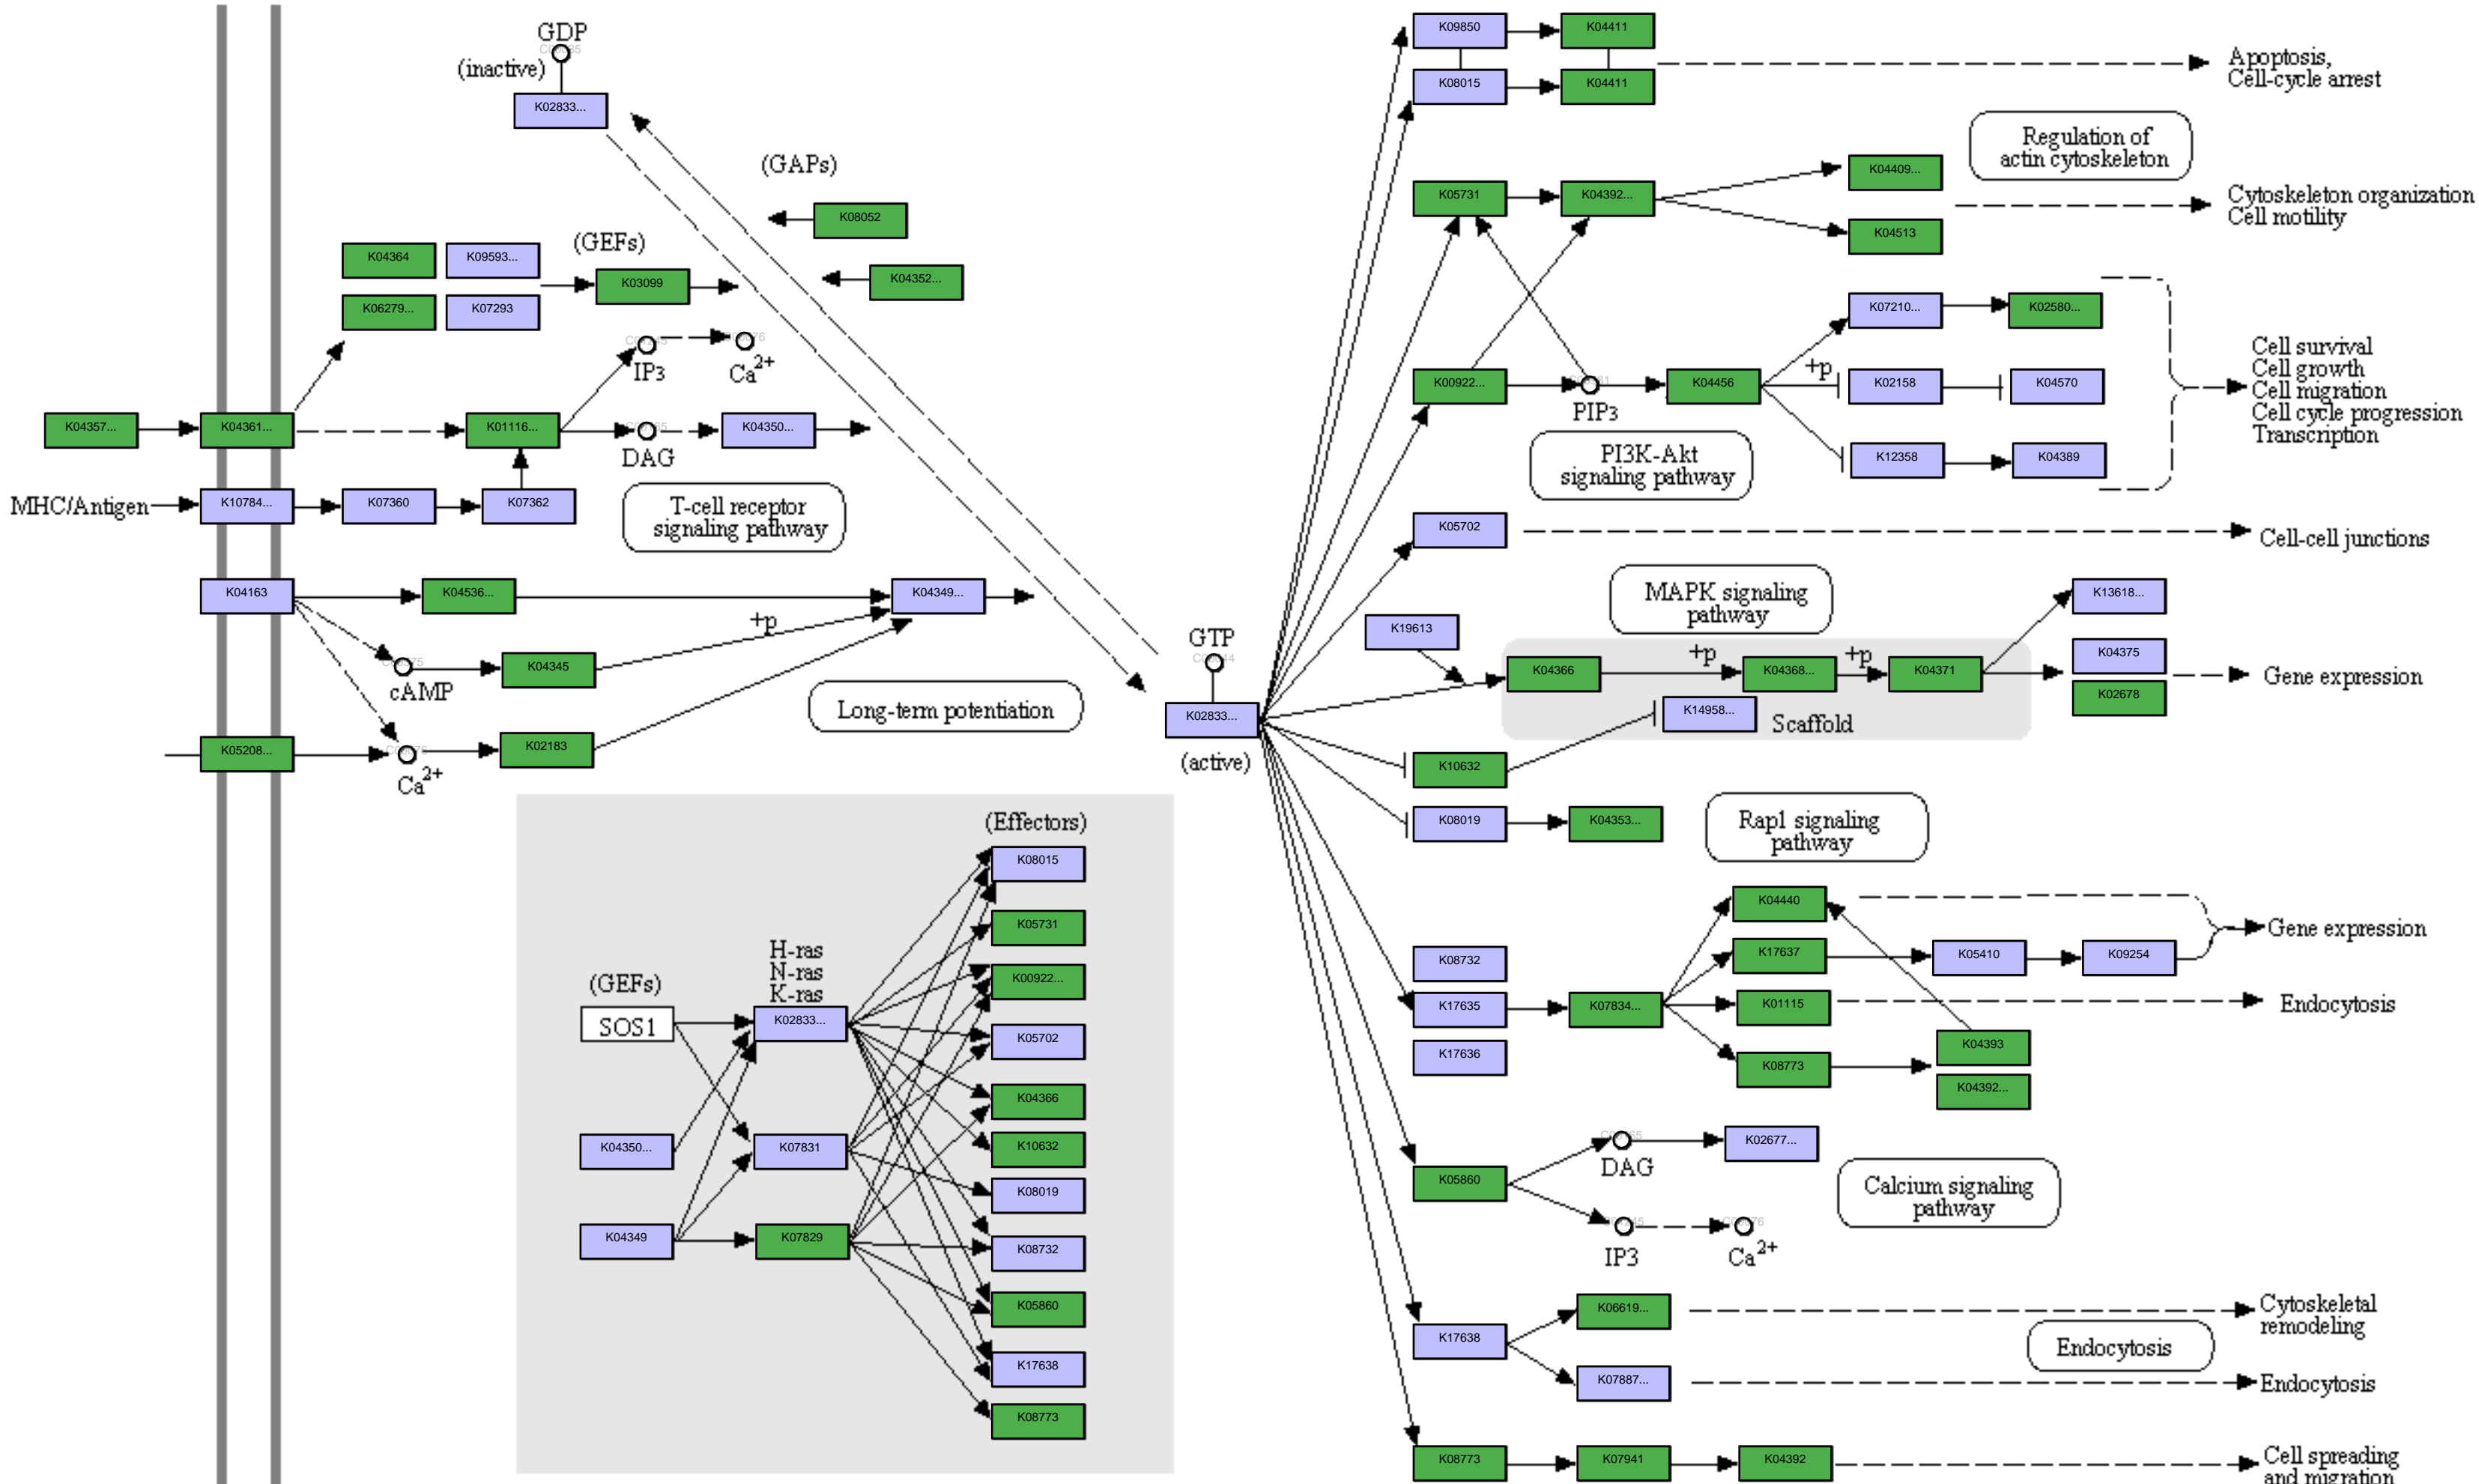 GDP
(inactive)
K02833...
(GAPs)
K08052
K04352...
(GEFs)
K04364
K09593...
K03099
K06279...
K07293
IP3
Ca2+
K04357...
K04361...
K01116...
DAG
K04350...
MHC/Antigen
K10784...
K07360
K07362
T-cell receptor
signaling pathway
K04163
K04536...
K04349...
+p
cAMP
K04345
Long-term potentiation
K05208...
Ca2+
K02183
GTP
K02833...
(active)
(Effectors)
K08015
K05731
H-ras
N-ras
K-ras
K00922...
(GEFs)
SOS1
K02833...
K05702
K04366
K04350...
K07831
K10632
K08019
K04349
K07829
K08732
K05860
K17638
K08773
K09850
K04411
K08015
K04411
Apoptosis,
Cell-cycle arrest
Regulation of
actin cytoskeleton
K05731
K04392...
K04409...
K04513
Cytoskeleton organization
Cell motility
K07210...
K02580...
K00922...
PIP3
K04456
+p
K02158
K04570
K12358
K04389
Cell survival
Cell growth
Cell migration
Cell cycle progression
Transcription
PI3K-Akt
signaling pathway
K05702
Cell-cell junctions
MAPK signaling
pathway
K19613
K04366
+p
K04368...
+p
K04371
K13618...
K04375
K02678
Gene expression
K14958...
Scaffold
K10632
K08019
K04353...
Rap1 signaling
pathway
K04440
K08732
K17637
K05410
K09254
Gene expression
K17635
K07834...
K01115
Endocytosis
K17636
K08773
K04393
K04392...
DAG
K02677...
K05860
IP3
Ca2+
Calcium signaling
pathway
K17638
K06619...
Cytoskeletal
remodeling
Endocytosis
K07887...
Endocytosis
K08773
K07941
K04392
Cell spreading
and migration